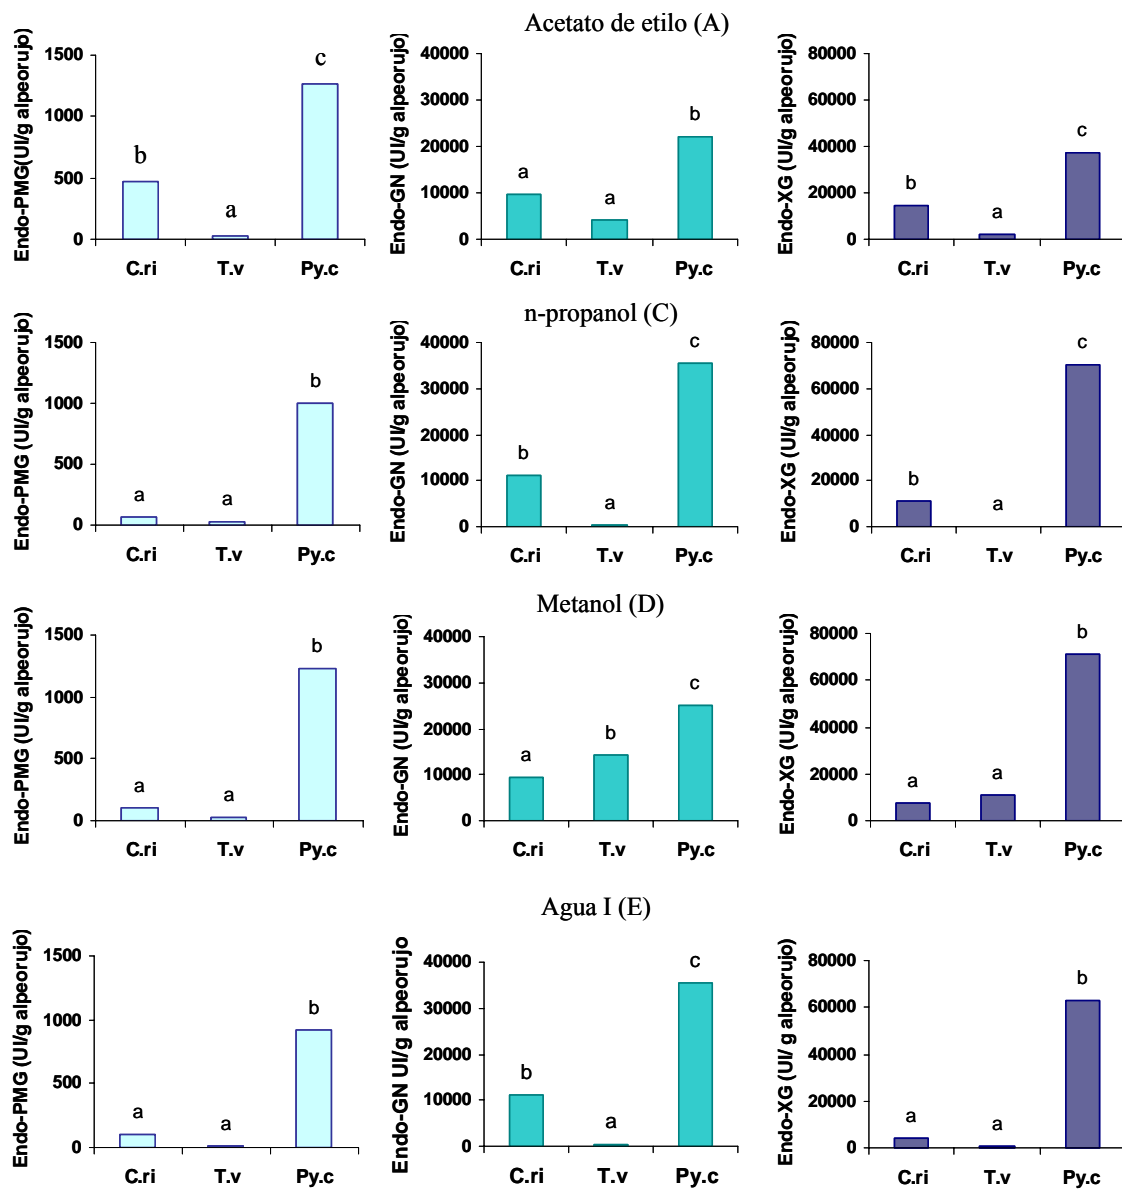 Acetato de etilo (A)
Endo-PMG(UI/g alpeorujo)
1500
1000
500
0
b
a
c
C.ri T.v Py.c
Endo-GN (UI/g alpeorujo)
40000
30000
20000
10000
0
a
a
b
C.ri T.v Py.c
Endo-XG (UI/g alpeorujo)
80000
60000
40000
20000
0
b
a
c
C.ri T.v Py.c
n-propanol (C)
Endo-PMG (UI/g alpeorujo)
1500
1000
500
0
a
a
b
C.ri T.v Py.c
Endo-GN (UI/g alpeorujo)
40000
30000
20000
10000
0
b
a
c
C.ri T.v Py.c
Endo-XG (UI/g alpeorujo)
80000
60000
40000
20000
0
b
a
c
C.ri T.v Py.c
Metanol (D)
Endo-PMG (UI/g alpeorujo)
1500
1000
500
0
a
a
b
C.ri T.v Py.c
Endo-GN (UI/g alpeorujo)
40000
30000
20000
10000
0
a
b
c
C.ri T.v Py.c
Endo-XG (UI/g alpeorujo)
80000
60000
40000
20000
0
a
a
b
C.ri T.v Py.c
Agua I (E)
Endo-PMG (UI/g alpeorujo)
1500
1000
500
0
a
a
b
C.ri T.v Py.c
Endo-GN UI/g alpeorujo
40000
30000
20000
10000
0
b
a
c
C.ri T.v Py.c
Endo-XG (UI/ g alpeorujo)
80000
60000
40000
20000
0
a
a
b
C.ri T.v Py.c